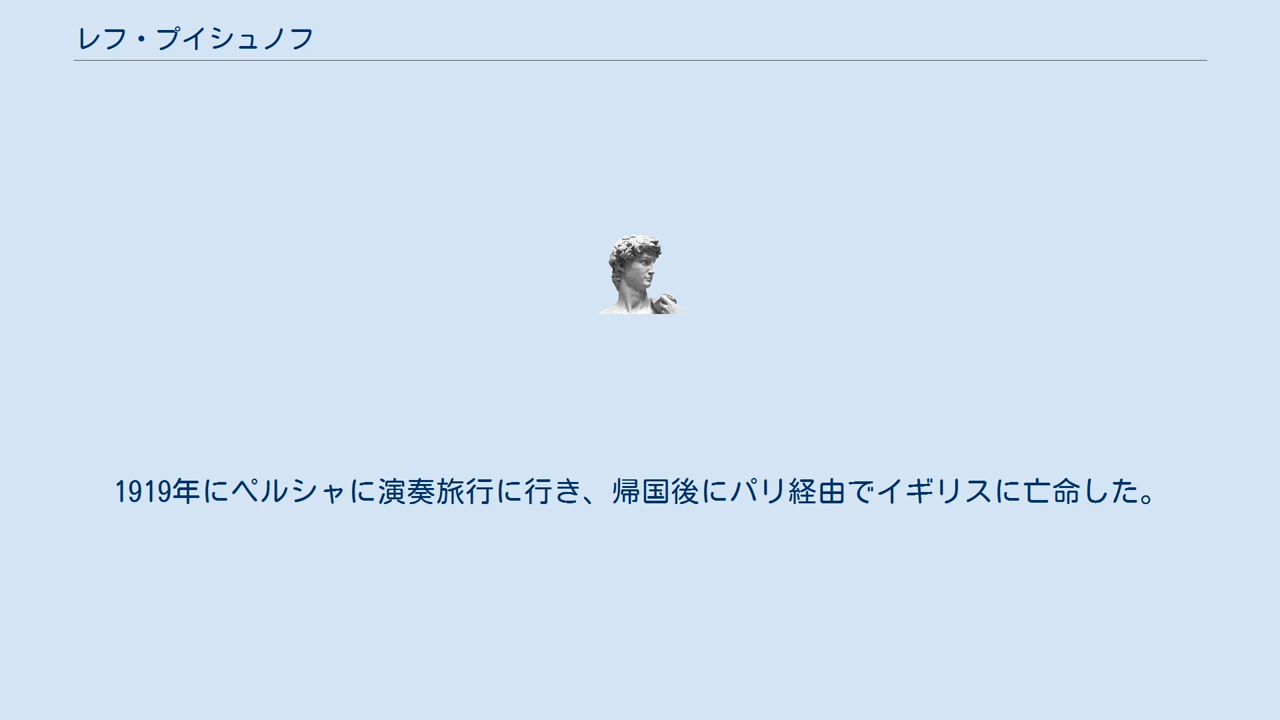 レフ・プイシュノフ
1919年にペルシャに演奏旅行に行き、帰国後にパリ経由でイギリスに亡命した。